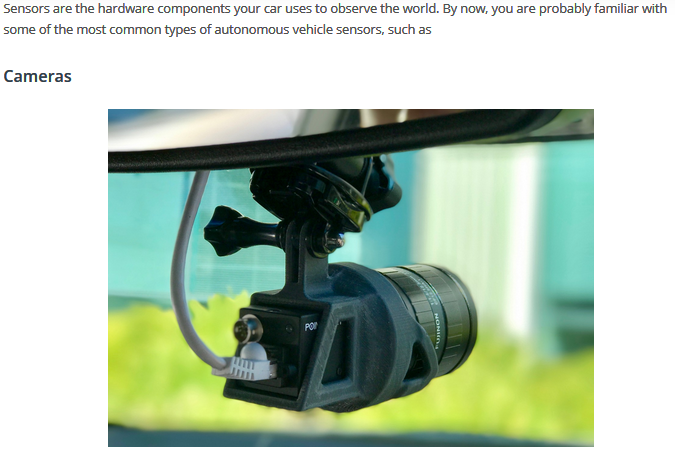 Sensors are the hardware components your car uses to observe the world. By now, you are probably familiar with
some of the most common types of autonomous vehicle sensors, such as
Cameras
POI
FUJINON